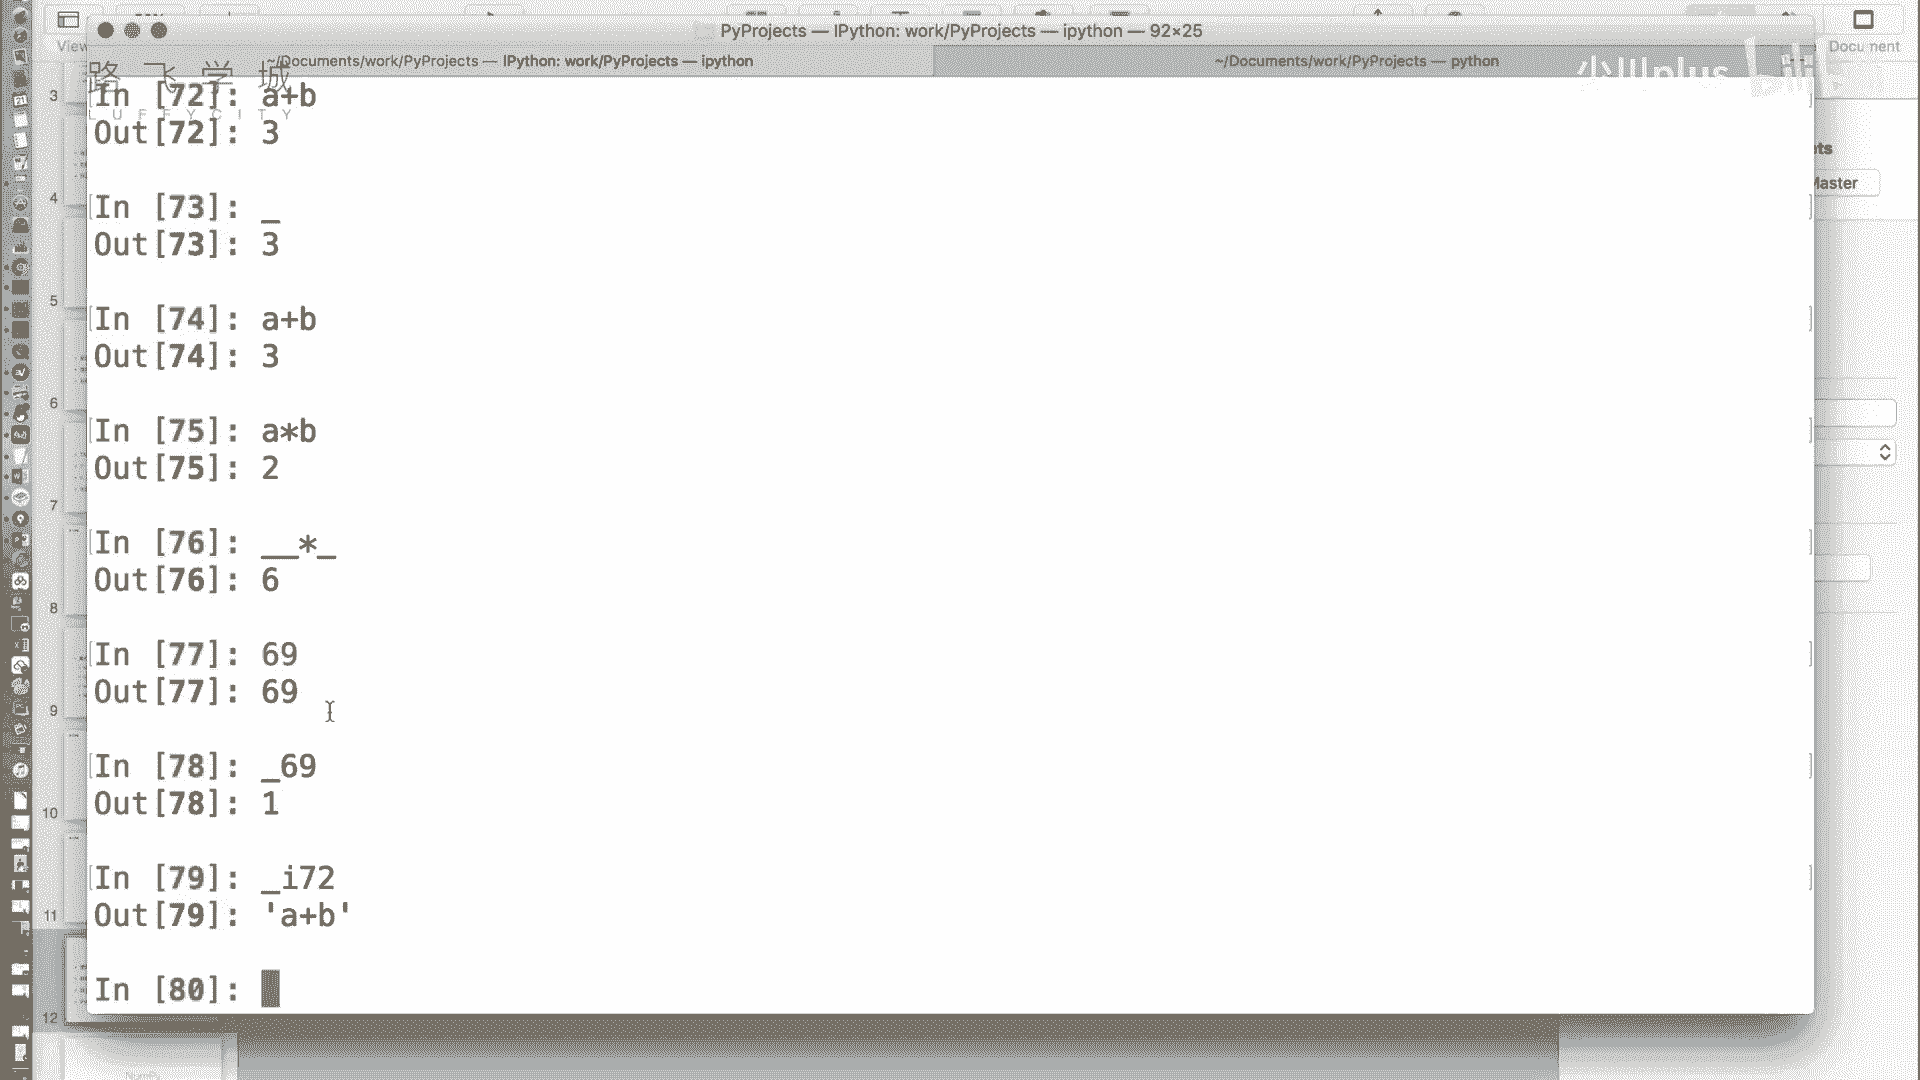 PyProjects — IPython: work/PyProjects — ipython — 92×25
View
Document
~/Documents/work/PyProjects — IPython: work/PyProjects — ipython
~/Documents/work/PyProjects — python
路飞学城
LUFFYCITY
In [72]: a+b
Out[72]: 3
In [73]: _
Out[73]: 3
In [74]: a+b
Out[74]: 3
In [75]: a*b
Out[75]: 2
In [76]: __*_
Out[76]: 6
In [77]: 69
Out[77]: 69
In [78]: _69
Out[78]: 1
In [79]: _i72
Out[79]: 'a+b'
In [80]:
3
4
5
6
7
8
9
10
11
12
Master
NumPy